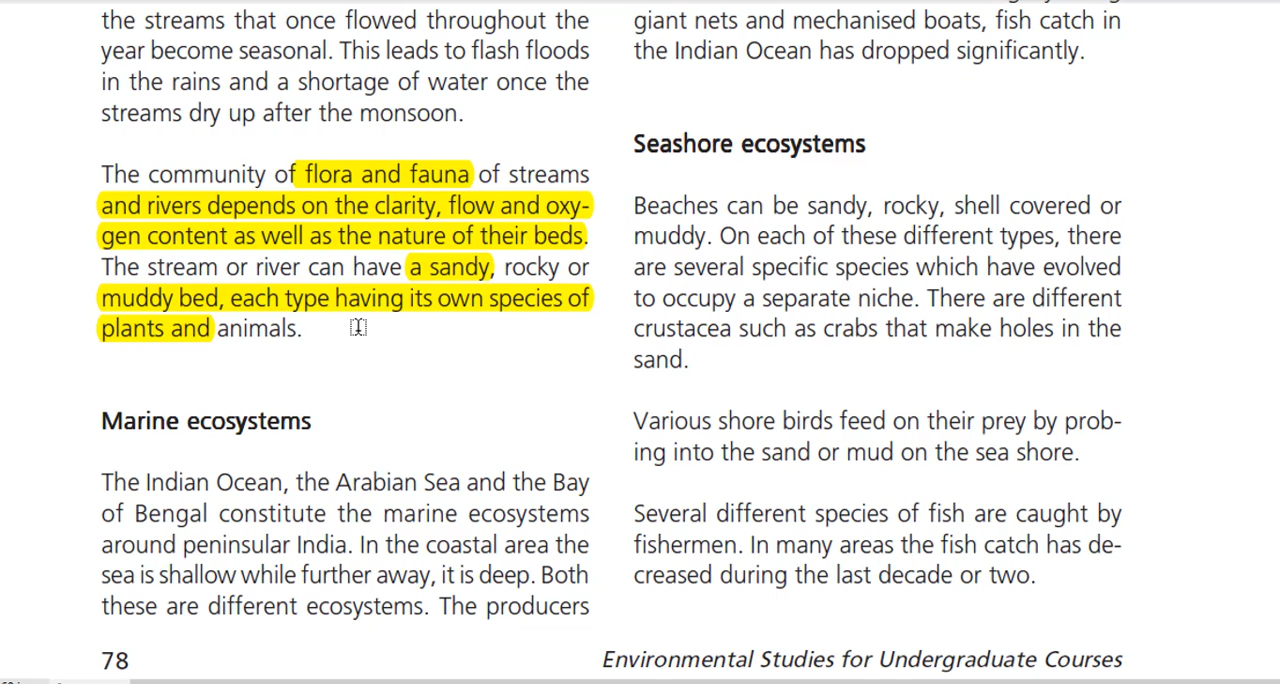 the streams that once flowed throughout the
year become seasonal. This leads to flash floods
in the rains and a shortage of water once the
streams dry up after the monsoon.
The community of flora and fauna of streams
and rivers depends on the clarity, flow and oxy-
gen content as well as the nature of their beds.
The stream or river can have a sandy, rocky or
muddy bed, each type having its own species of
plants and animals.
Marine ecosystems
The Indian Ocean, the Arabian Sea and the Bay
of Bengal constitute the marine ecosystems
around peninsular India. In the coastal area the
sea is shallow while further away, it is deep. Both
these are different ecosystems. The producers
giant nets and mechanised boats, fish catch in
the Indian Ocean has dropped significantly.
Seashore ecosystems
Beaches can be sandy, rocky, shell covered or
muddy. On each of these different types, there
are several specific species which have evolved
to occupy a separate niche. There are different
crustacea such as crabs that make holes in the
sand.
Various shore birds feed on their prey by prob-
ing into the sand or mud on the sea shore.
Several different species of fish are caught by
fishermen. In many areas the fish catch has de-
creased during the last decade or two.
78
Environmental Studies for Undergraduate Courses